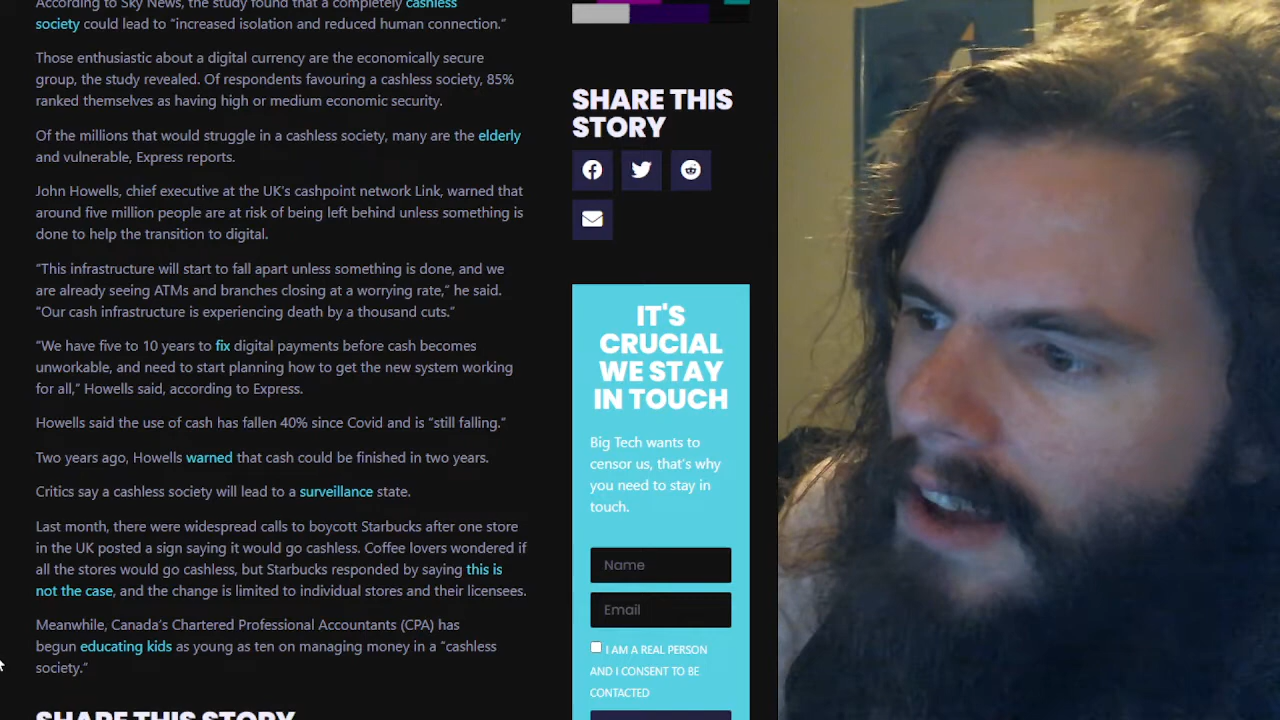 According to Sky News, the study found that a completely cashless
society could lead to “increased isolation and reduced human connection.”
Those enthusiastic about a digital currency are the economically secure
group, the study revealed. Of respondents favouring a cashless society, 85%
ranked themselves as having high or medium economic security.
Of the millions that would struggle in a cashless society, many are the elderly
and vulnerable, Express reports.
John Howells, chief executive at the UK’s cashpoint network Link, warned that
around five million people are at risk of being left behind unless something is
done to help the transition to digital.
“This infrastructure will start to fall apart unless something is done, and we
are already seeing ATMs and branches closing at a worrying rate,” he said.
“Our cash infrastructure is experiencing death by a thousand cuts.”
“We have five to 10 years to fix digital payments before cash becomes
unworkable, and need to start planning how to get the new system working
for all,” Howells said, according to Express.
Howells said the use of cash has fallen 40% since Covid and is “still falling.”
Two years ago, Howells warned that cash could be finished in two years.
Critics say a cashless society will lead to a surveillance state.
Last month, there were widespread calls to boycott Starbucks after one store
in the UK posted a sign saying it would go cashless. Coffee lovers wondered if
all the stores would go cashless, but Starbucks responded by saying this is
not the case, and the change is limited to individual stores and their licensees.
Meanwhile, Canada’s Chartered Professional Accountants (CPA) has
begun educating kids as young as ten on managing money in a “cashless
society.”
SHARE THIS STORY
SHARE THIS
STORY
IT'S
CRUCIAL
WE STAY
IN TOUCH
Big Tech wants to
censor us, that's why
you need to stay in
touch.
Name
Email
I AM A REAL PERSON
AND I CONSENT TO BE
CONTACTED